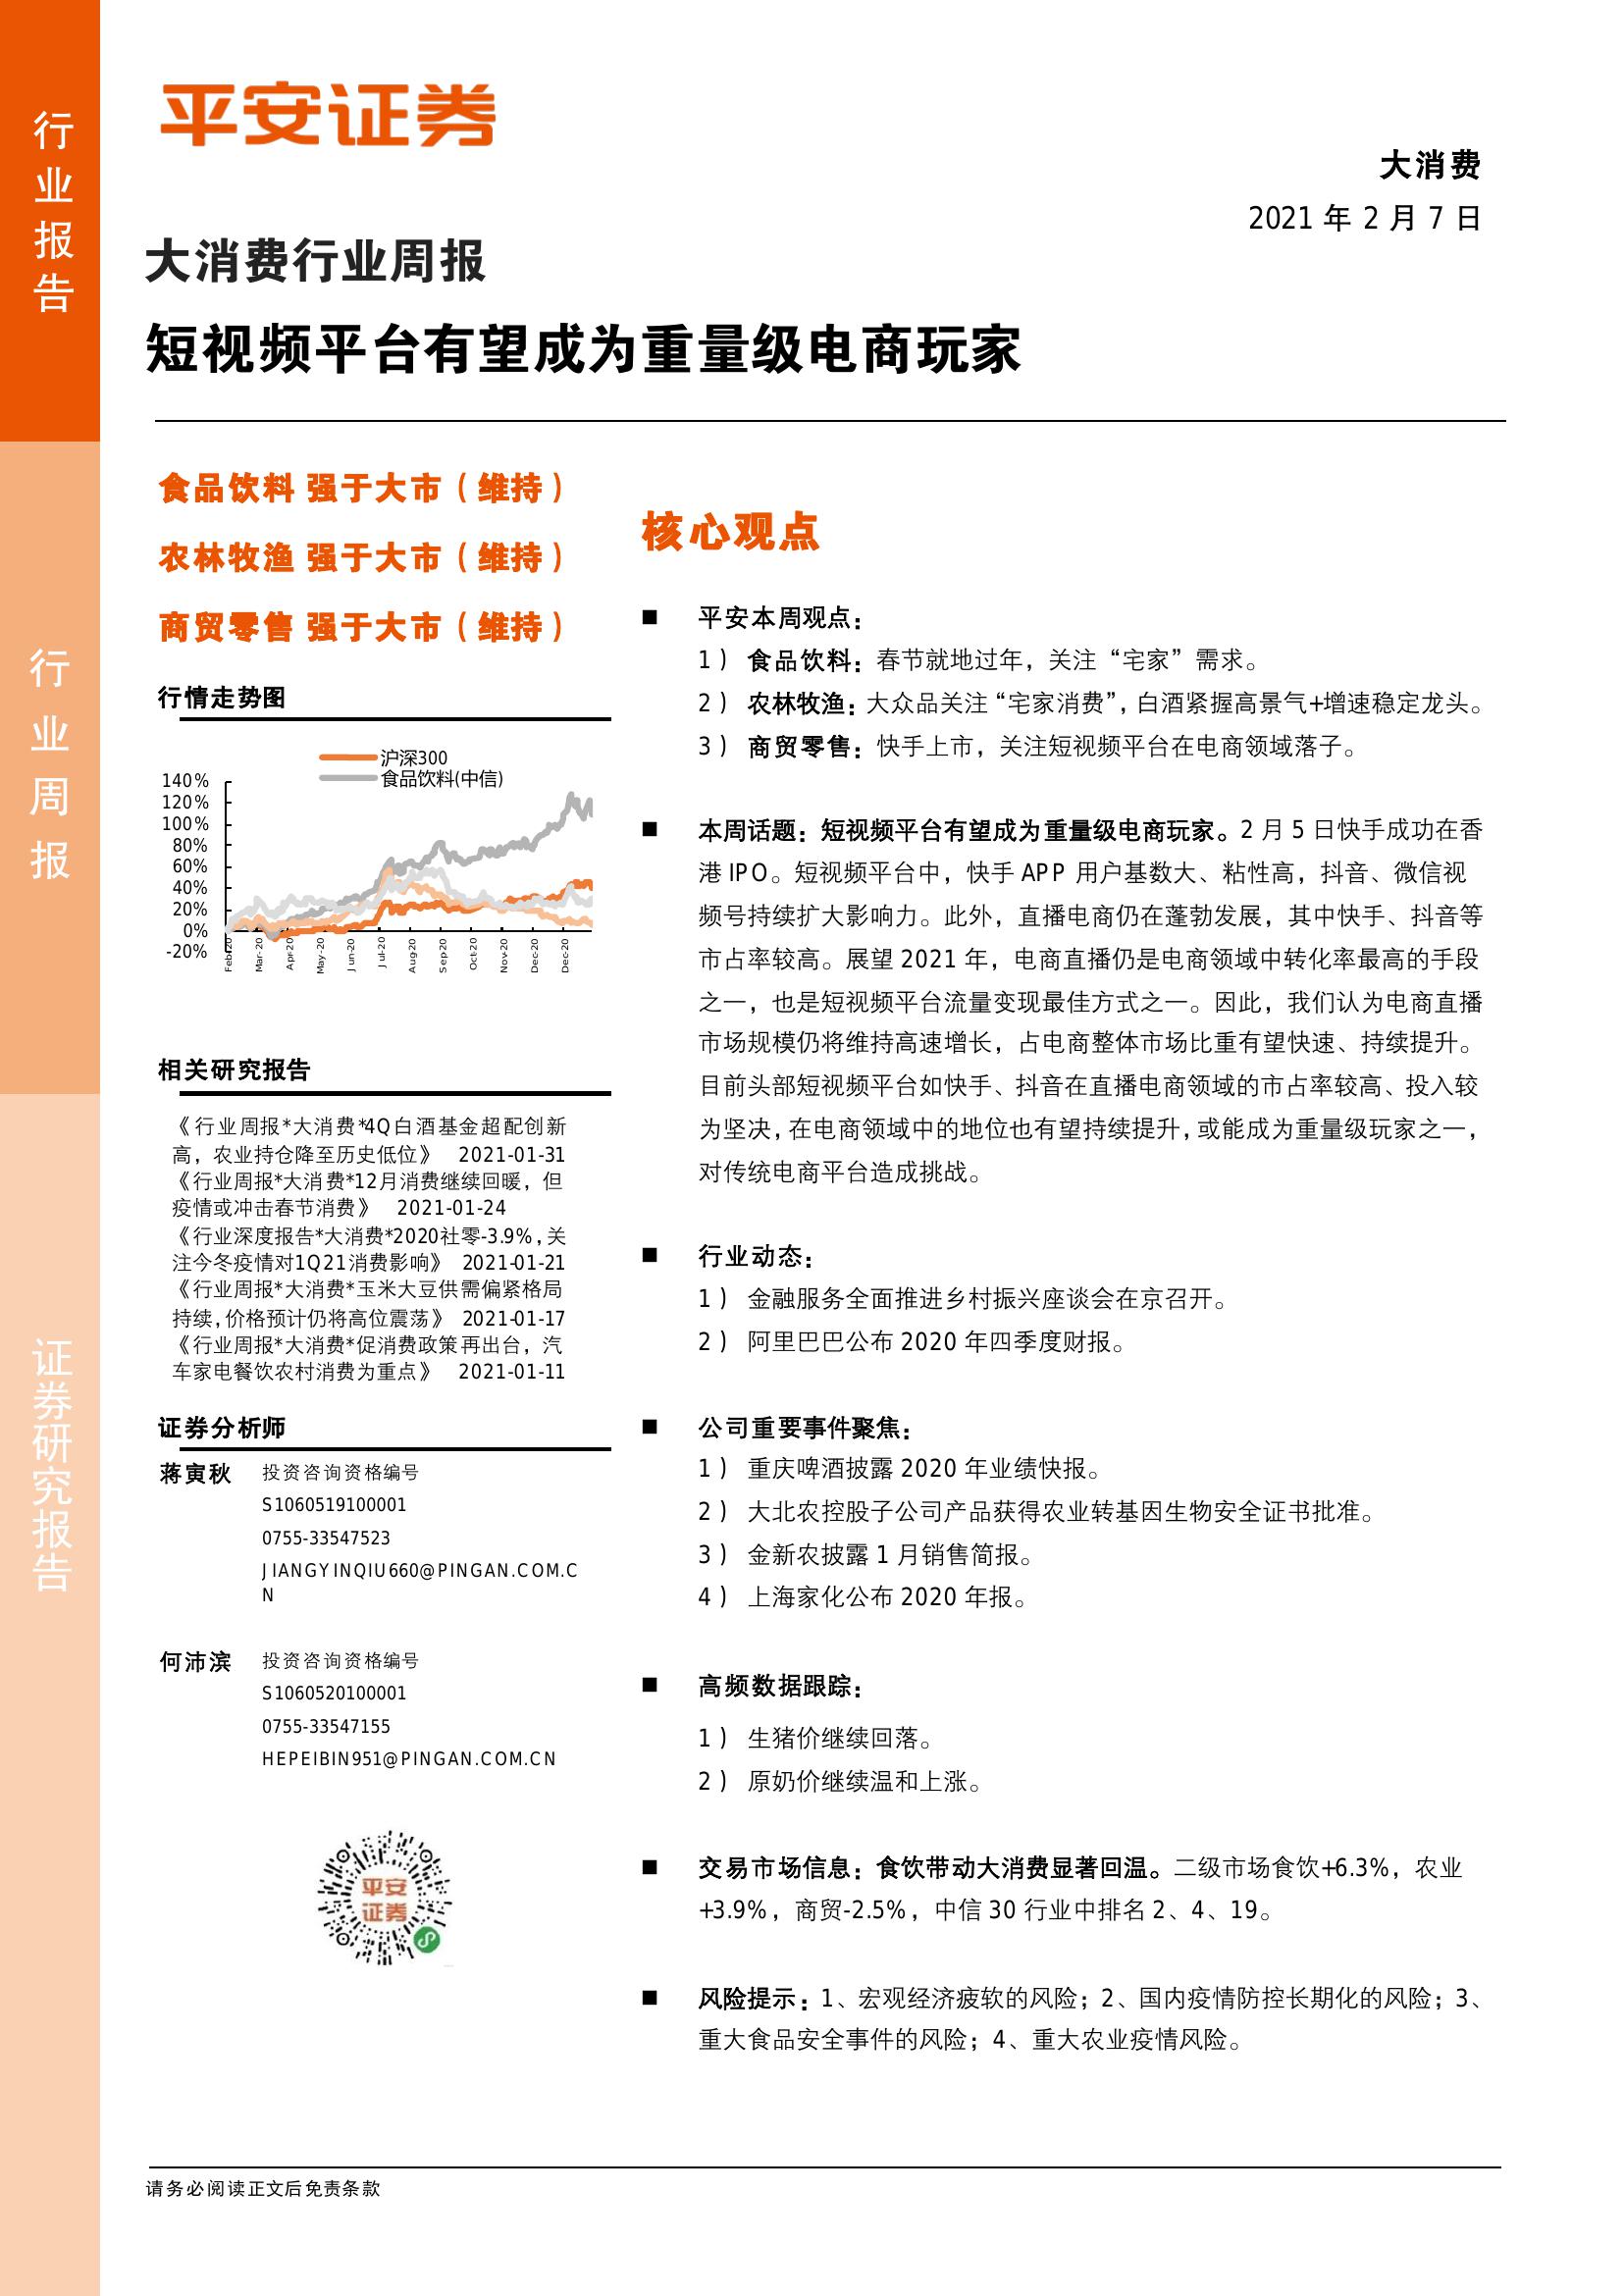 行业报告
行业周报
证券研究报告
平安证券
大消费
2021 年 2 月 7 日
大消费行业周报
短视频平台有望成为重量级电商玩家
食品饮料 强于大市（维持）
农林牧渔 强于大市（维持）
商贸零售 强于大市（维持）
行情走势图
沪深300
食品饮料(中信)
140%
120%
100%
80%
60%
40%
20%
0%
-20%
Feb-20
Mar-20
Apr-20
May-20
Jun-20
Jul-20
Aug-20
Sep-20
Oct-20
Nov-20
Dec-20
Dec-20
相关研究报告
《行业周报*大消费*4Q白酒基金超配创新
高，农业持仓降至历史低位》 2021-01-31
《行业周报*大消费*12月消费继续回暖，但
疫情或冲击春节消费》 2021-01-24
《行业深度报告*大消费*2020社零-3.9%，关
注今冬疫情对1Q21消费影响》 2021-01-21
《行业周报*大消费*玉米大豆供需偏紧格局
持续，价格预计仍将高位震荡》 2021-01-17
《行业周报*大消费*促消费政策再出台，汽
车家电餐饮农村消费为重点》 2021-01-11
证券分析师
蒋寅秋 投资咨询资格编号
S1060519100001
0755-33547523
JIANGYINQIU660@PINGAN.COM.C
N
何沛滨 投资咨询资格编号
S1060520100001
0755-33547155
HEPEIBIN951@PINGAN.COM.CN
平安
证券
核心观点
■ 平安本周观点：
1） 食品饮料：春节就地过年，关注“宅家”需求。
2） 农林牧渔：大众品关注“宅家消费”，白酒紧握高景气+增速稳定龙头。
3） 商贸零售：快手上市，关注短视频平台在电商领域落子。
■ 本周话题：短视频平台有望成为重量级电商玩家。2 月 5 日快手成功在香
港 IPO。短视频平台中，快手 APP 用户基数大、粘性高，抖音、微信视
频号持续扩大影响力。此外，直播电商仍在蓬勃发展，其中快手、抖音等
市占率较高。展望 2021 年，电商直播仍是电商领域中转化率最高的手段
之一，也是短视频平台流量变现最佳方式之一。因此，我们认为电商直播
市场规模仍将维持高速增长，占电商整体市场比重有望快速、持续提升。
目前头部短视频平台如快手、抖音在直播电商领域的市占率较高、投入较
为坚决，在电商领域中的地位也有望持续提升，或能成为重量级玩家之一，
对传统电商平台造成挑战。
■ 行业动态：
1） 金融服务全面推进乡村振兴座谈会在京召开。
2） 阿里巴巴公布 2020 年四季度财报。
■ 公司重要事件聚焦：
1） 重庆啤酒披露 2020 年业绩快报。
2） 大北农控股子公司产品获得农业转基因生物安全证书批准。
3） 金新农披露 1 月销售简报。
4） 上海家化公布 2020 年报。
■ 高频数据跟踪：
1） 生猪价继续回落。
2） 原奶价继续温和上涨。
■ 交易市场信息：食饮带动大消费显著回温。二级市场食饮+6.3%，农业
+3.9%，商贸-2.5%，中信 30 行业中排名 2、4、19。
■ 风险提示：1、宏观经济疲软的风险；2、国内疫情防控长期化的风险；3、
重大食品安全事件的风险；4、重大农业疫情风险。
请务必阅读正文后免责条款